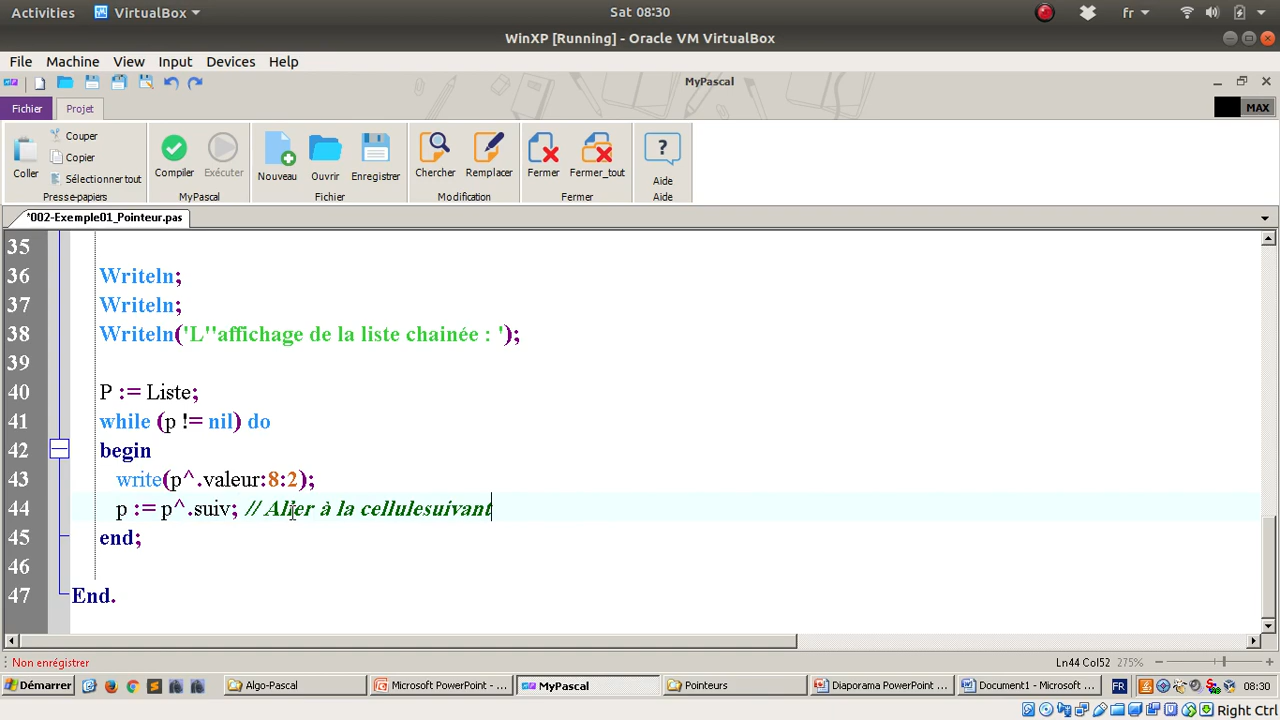 Activities VirtualBox Sat 08:30 fr
WinXP [Running] - Oracle VM VirtualBox
File Machine View Input Devices Help
MyPascal
Fichier Projet MAX
Coller Couper Copier Sélectionner tout Compiler Exécuter Nouveau Ouvrir Enregistrer Chercher Remplacer Fermer Fermer_tout ? Aide
Presse-papiers MyPascal Fichier Modification Fermer Aide
*002-Exemple01_Pointeur.pas
35
36 Writeln;
37 Writeln;
38 Writeln('L''affichage de la liste chainée : ');
39
40 P := Liste;
41 while (p != nil) do
42 begin
43 write(p^.valeur:8:2);
44 p := p^.suiv; // Aller à la cellulesuivant
45 end;
46
47 End.
Non enrégistrer Ln44 Col52 275%
Démarrer Algo-Pascal Microsoft PowerPoint - ... MyPascal Pointeurs Diaporama PowerPoint ... Document1 - Microsoft ... FR 08:30
Right Ctrl